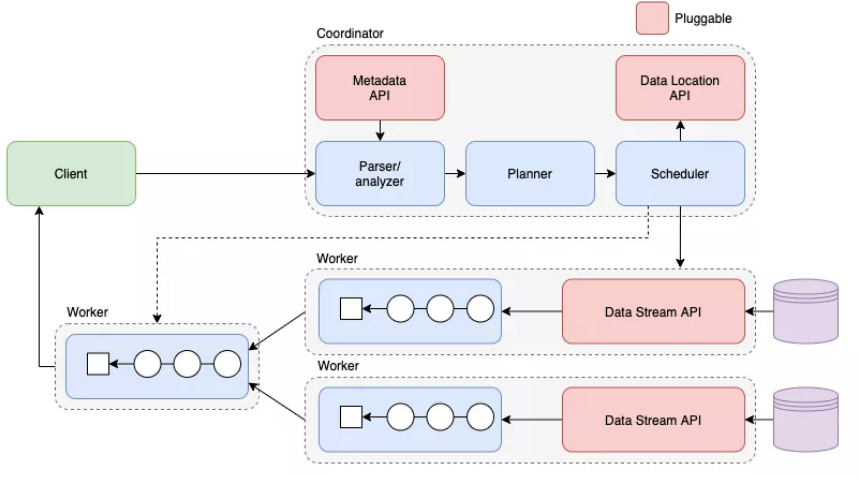 Pluggable
Coordinator
Metadata
API
Data Location
API
Client
Parser/
analyzer
Planner
Scheduler
Worker
Data Stream API
Worker
Worker
Data Stream API